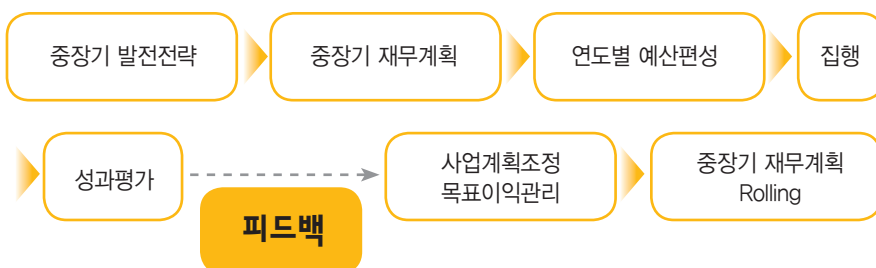 중장기 발전전략
중장기 재무계획
연도별 예산편성
집행
성과평가
피드백
사업계획조정
목표이익관리
중장기 재무계획
Rolling